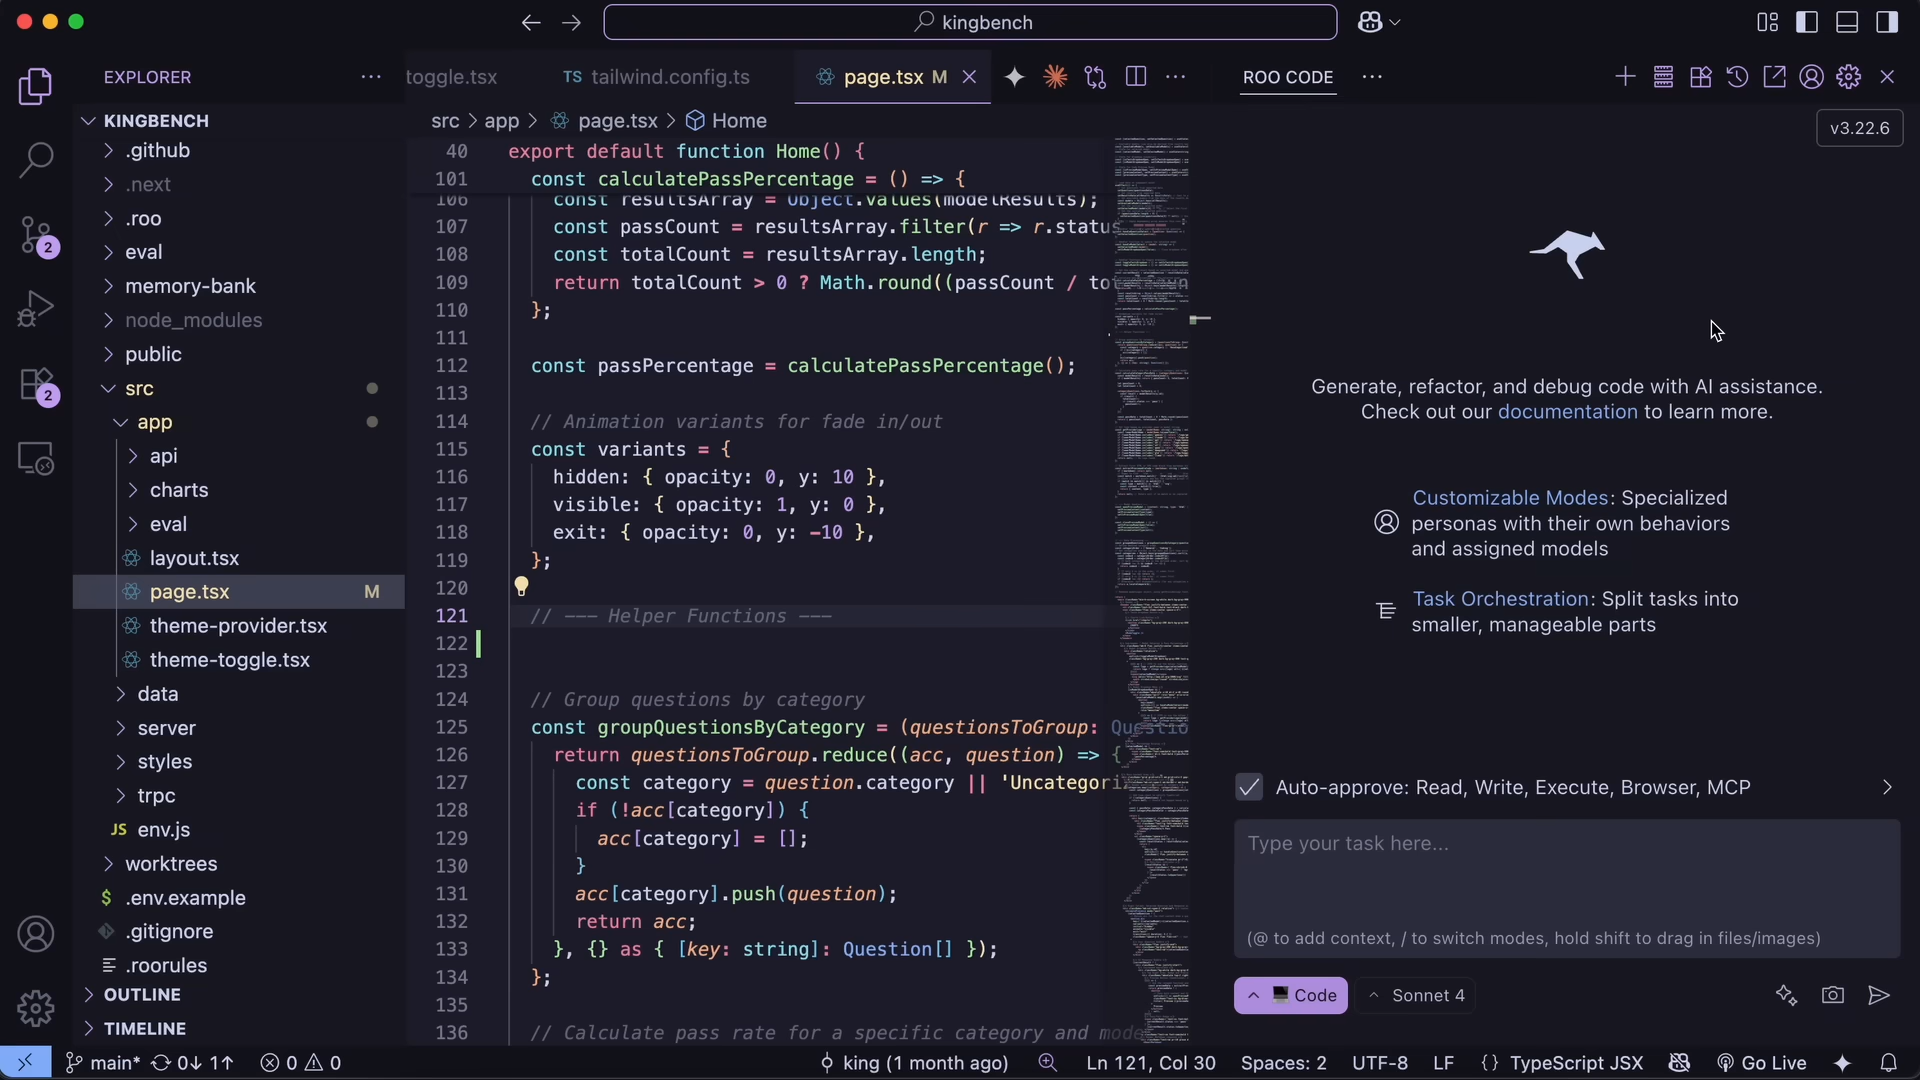 kingbench
EXPLORER
toggle.tsx
TS tailwind.config.ts
page.tsx M
ROO CODE
KINGBENCH
src > app > page.tsx > Home
v3.22.6
.github
.next
.roo
eval
memory-bank
node_modules
public
src
app
api
charts
eval
layout.tsx
page.tsx M
theme-provider.tsx
theme-toggle.tsx
data
server
styles
trpc
JS env.js
worktrees
$ .env.example
.gitignore
.roorules
OUTLINE
TIMELINE
2
2
40 export default function Home() {
101 const calculatePassPercentage = () => {
106 const resultsArray = Object.values(modelResults);
107 const passCount = resultsArray.filter(r => r.status
108 const totalCount = resultsArray.length;
109 return totalCount > 0 ? Math.round((passCount / to
110 };
111
112 const passPercentage = calculatePassPercentage();
113
114 // Animation variants for fade in/out
115 const variants = {
116 hidden: { opacity: 0, y: 10 },
117 visible: { opacity: 1, y: 0 },
118 exit: { opacity: 0, y: -10 },
119 };
120
121 // --- Helper Functions ---
122
123
124 // Group questions by category
125 const groupQuestionsByCategory = (questionsToGroup: Questio
126 return questionsToGroup.reduce((acc, question) => {
127 const category = question.category || 'Uncategori
128 if (!acc[category]) {
129 acc[category] = [];
130 }
131 acc[category].push(question);
132 return acc;
133 }, {} as { [key: string]: Question[] });
134 };
135
136 // Calculate pass rate for a specific category and mode
Generate, refactor, and debug code with AI assistance.
Check out our documentation to learn more.
Customizable Modes: Specialized
personas with their own behaviors
and assigned models
Task Orchestration: Split tasks into
smaller, manageable parts
Auto-approve: Read, Write, Execute, Browser, MCP
Type your task here...
(@ to add context, / to switch modes, hold shift to drag in files/images)
Code
Sonnet 4
main* 0↓ 1↑ 0 0
king (1 month ago)
Ln 121, Col 30
Spaces: 2
UTF-8
LF
{} TypeScript JSX
Go Live